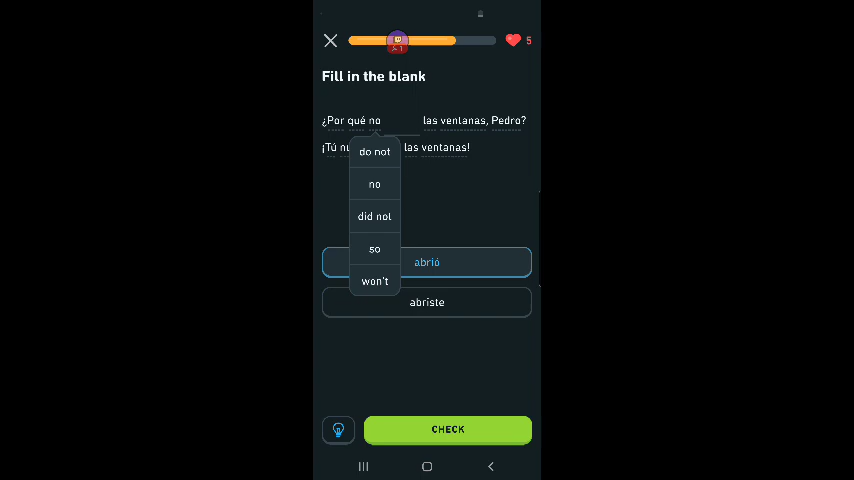 5
Fill in the blank
¿Por qué no las ventanas, Pedro?
¡Tú nu las ventanas!
do not
no
did not
so
won't
abrió
abriste
CHECK